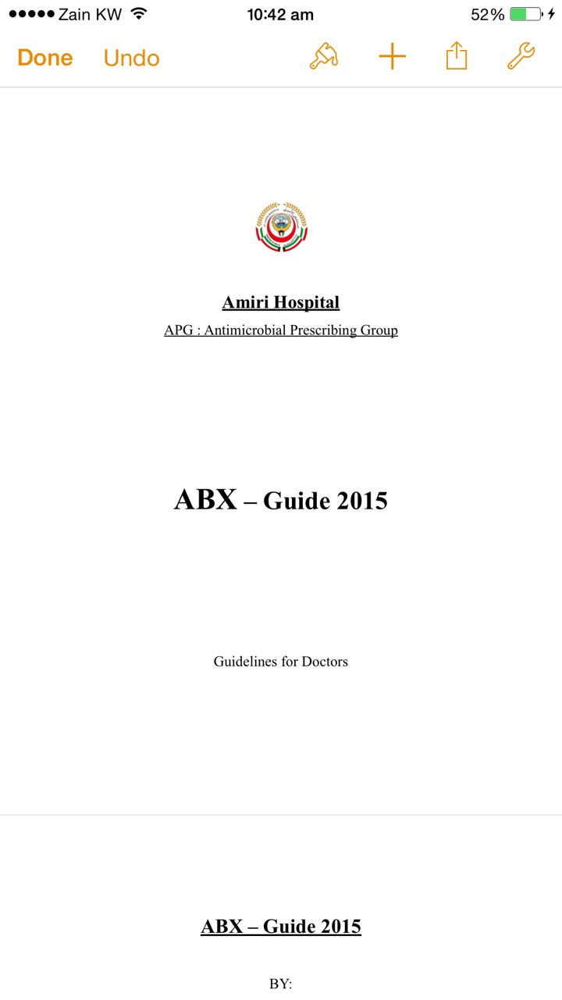 Zain KW 10:42 am 52%
Done Undo
Amiri Hospital
APG : Antimicrobial Prescribing Group
ABX – Guide 2015
Guidelines for Doctors
ABX – Guide 2015
BY: